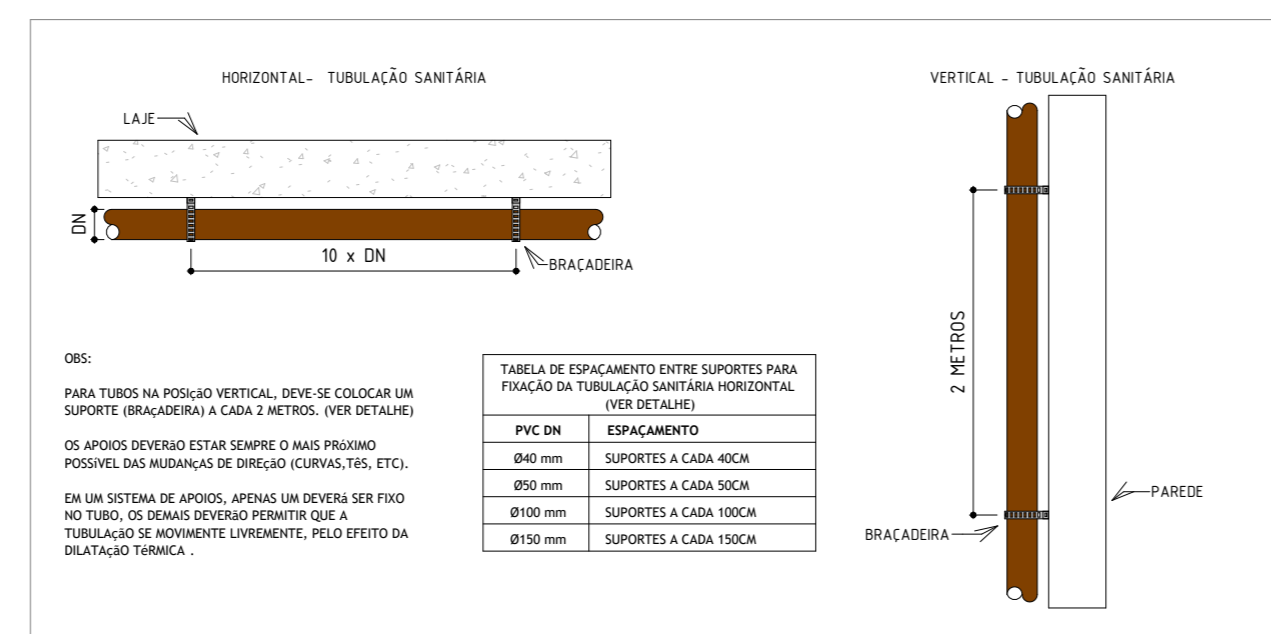 HORIZONTAL- TUBULAÇÃO SANITÁRIA
LAJE
DN
10 x DN
BRAÇADEIRA
OBS:
PARA TUBOS NA POSIçãO VERTICAL, DEVE-SE COLOCAR UM
SUPORTE (BRAçADEIRA) A CADA 2 METROS. (VER DETALHE)
OS APOIOS DEVERãO ESTAR SEMPRE O MAIS PRóXIMO
POSSíVEL DAS MUDANçAS DE DIREçãO (CURVAS,TêS, ETC).
EM UM SISTEMA DE APOIOS, APENAS UM DEVERá SER FIXO
NO TUBO, OS DEMAIS DEVERãO PERMITIR QUE A
TUBULAçãO SE MOVIMENTE LIVREMENTE, PELO EFEITO DA
DILATAçãO TéRMICA .
TABELA DE ESPAÇAMENTO ENTRE SUPORTES PARA
FIXAÇÃO DA TUBULAÇÃO SANITÁRIA HORIZONTAL
(VER DETALHE)
PVC DN ESPAÇAMENTO
Ø40 mm SUPORTES A CADA 40CM
Ø50 mm SUPORTES A CADA 50CM
Ø100 mm SUPORTES A CADA 100CM
Ø150 mm SUPORTES A CADA 150CM
VERTICAL - TUBULAÇÃO SANITÁRIA
2 METROS
PAREDE
BRAÇADEIRA